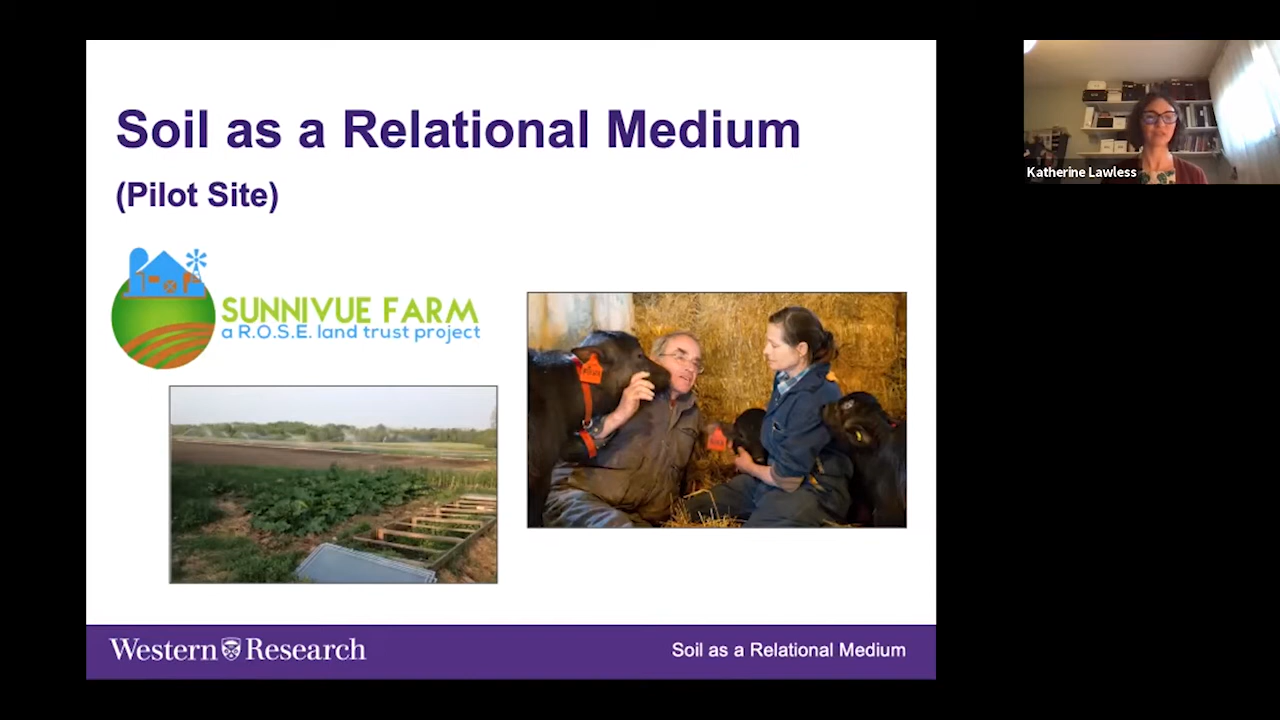 Soil as a Relational Medium
(Pilot Site)
SUNNIVUE FARM
a R.O.S.E. land trust project
Western Research
Soil as a Relational Medium
Katherine Lawless